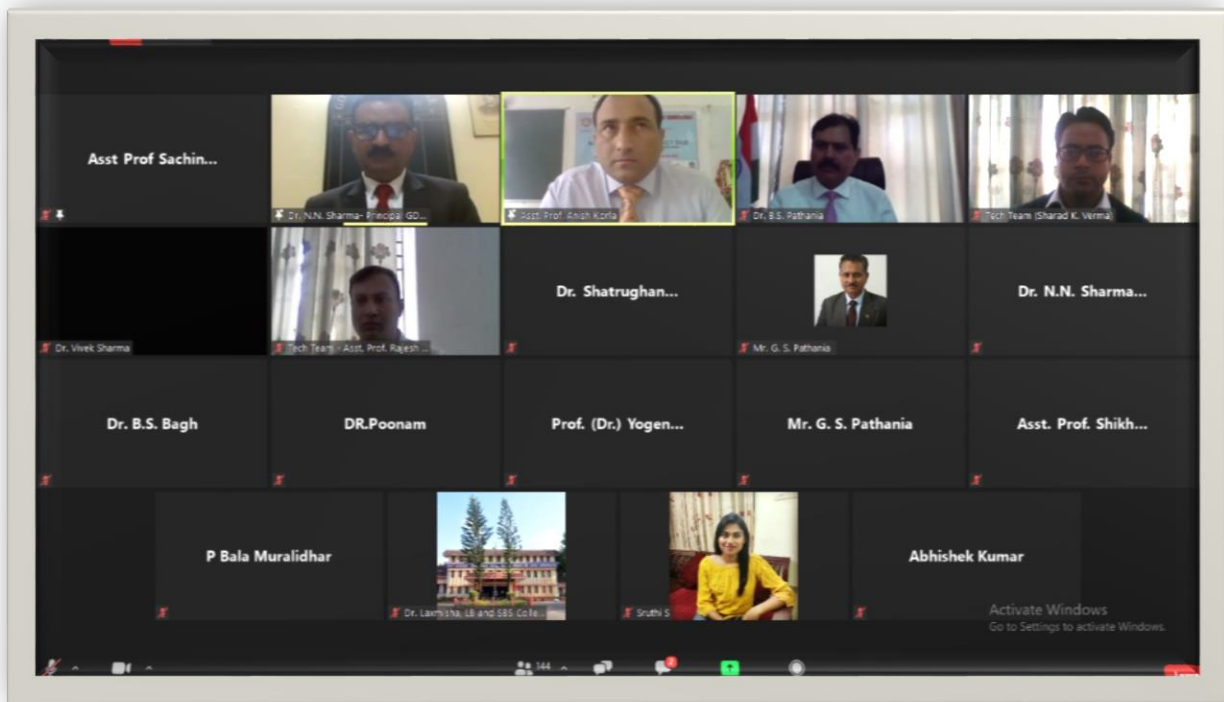 Asst Prof Sachin...
Dr. N.N. Sharma- Principal GD...
Asst. Prof. Anish Korla
Dr. B.S. Pathania
Tech Team (Sharad K. Verma)
Dr. Vivek Sharma
Tech Team - Asst. Prof. Rajesh ...
Dr. Shatrughan...
Mr. G. S. Pathania
Dr. N.N. Sharma...
Dr. B.S. Bagh
DR.Poonam
Prof. (Dr.) Yogen...
Mr. G. S. Pathania
Asst. Prof. Shikh...
P Bala Muralidhar
Dr. Laxmisha, LB and SBS Colle...
Sruthi S
Abhishek Kumar
Activate Windows
Go to Settings to activate Windows.
144
2